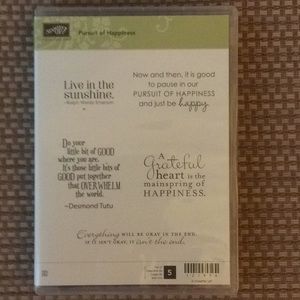 STAMPIN' UP!
Pursuit of Happiness
Live in the
sunshine.
~Ralph Waldo Emerson
Now and then, it is good
to pause in our
PURSUIT OF HAPPINESS
and just be happy.
Do your
little bit of GOOD
where you are.
It's those little bits of
GOOD put together
that OVERWHELM
the world.
~Desmond Tutu
A
Grateful
heart is the
mainspring of
HAPPINESS.
Everything WILL BE OKAY IN THE END.
IF IT ISN'T OKAY, IT isn't the end.
5